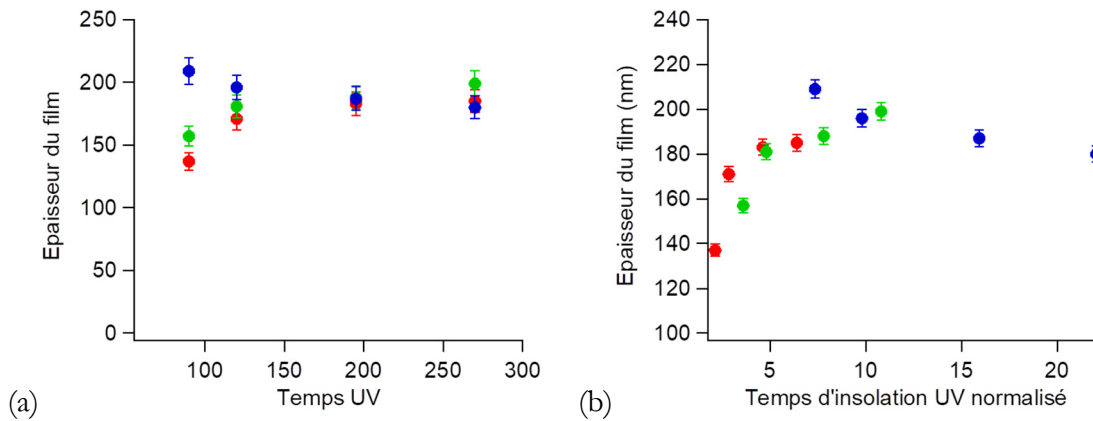 250
200
150
100
50
0
Epaisseur du film
100 150 200 250 300
Temps UV
(a)
240
220
200
180
160
140
120
100
Epaisseur du film (nm)
5 10 15 20
Temps d'insolation UV normalisé
(b)